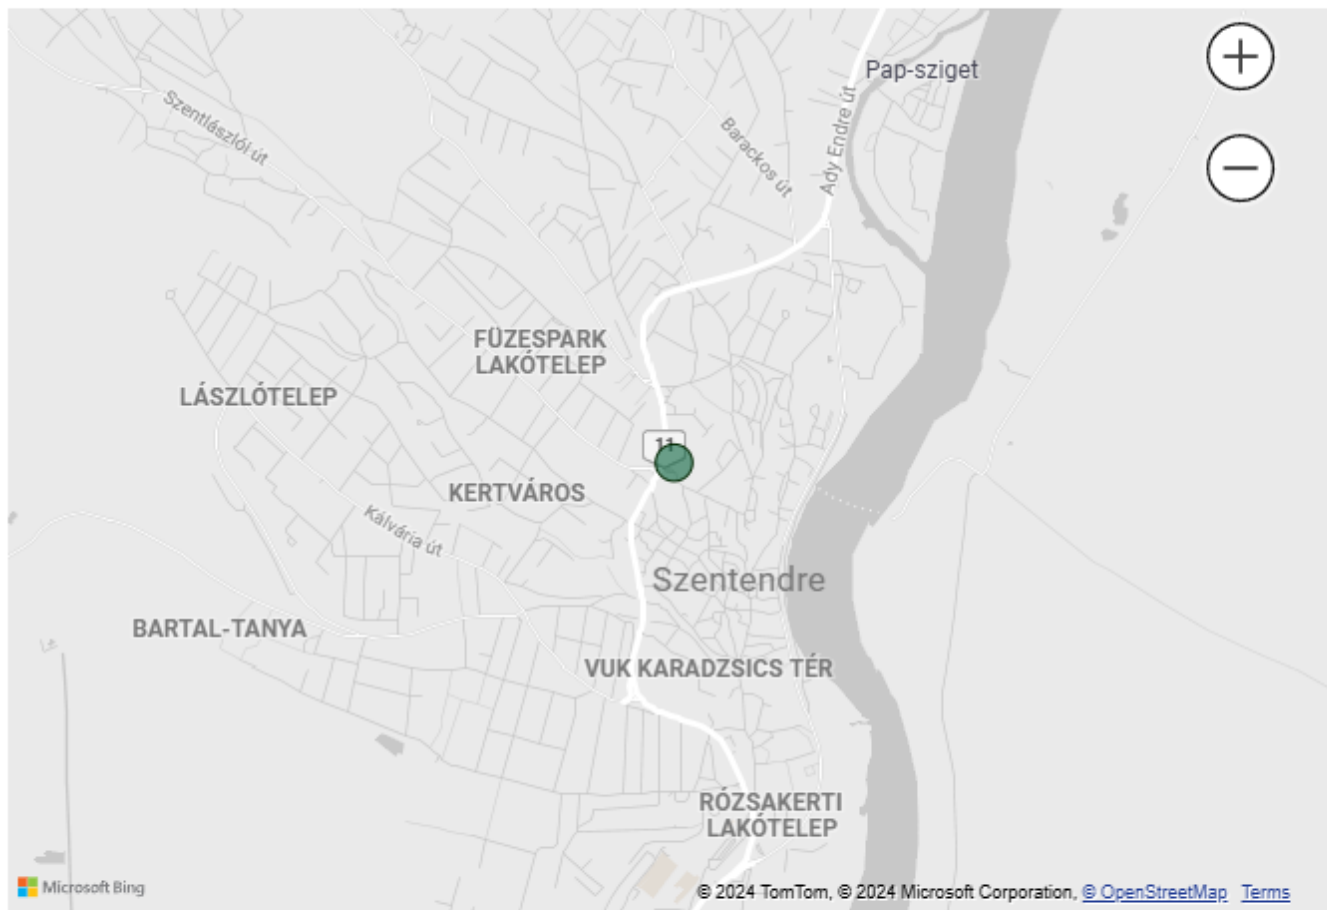 Pap-sziget
Szentlászlói út
Barackos út
Ady Endre út
FÜZESPARK
LAKÓTELEP
LÁSZLÓTELEP
11
KERTVÁROS
Kálvária út
Szentendre
BARTAL-TANYA
VUK KARADZSICS TÉR
RÓZSAKERTI
LAKÓTELEP
Microsoft Bing
© 2024 TomTom, © 2024 Microsoft Corporation, © OpenStreetMap Terms